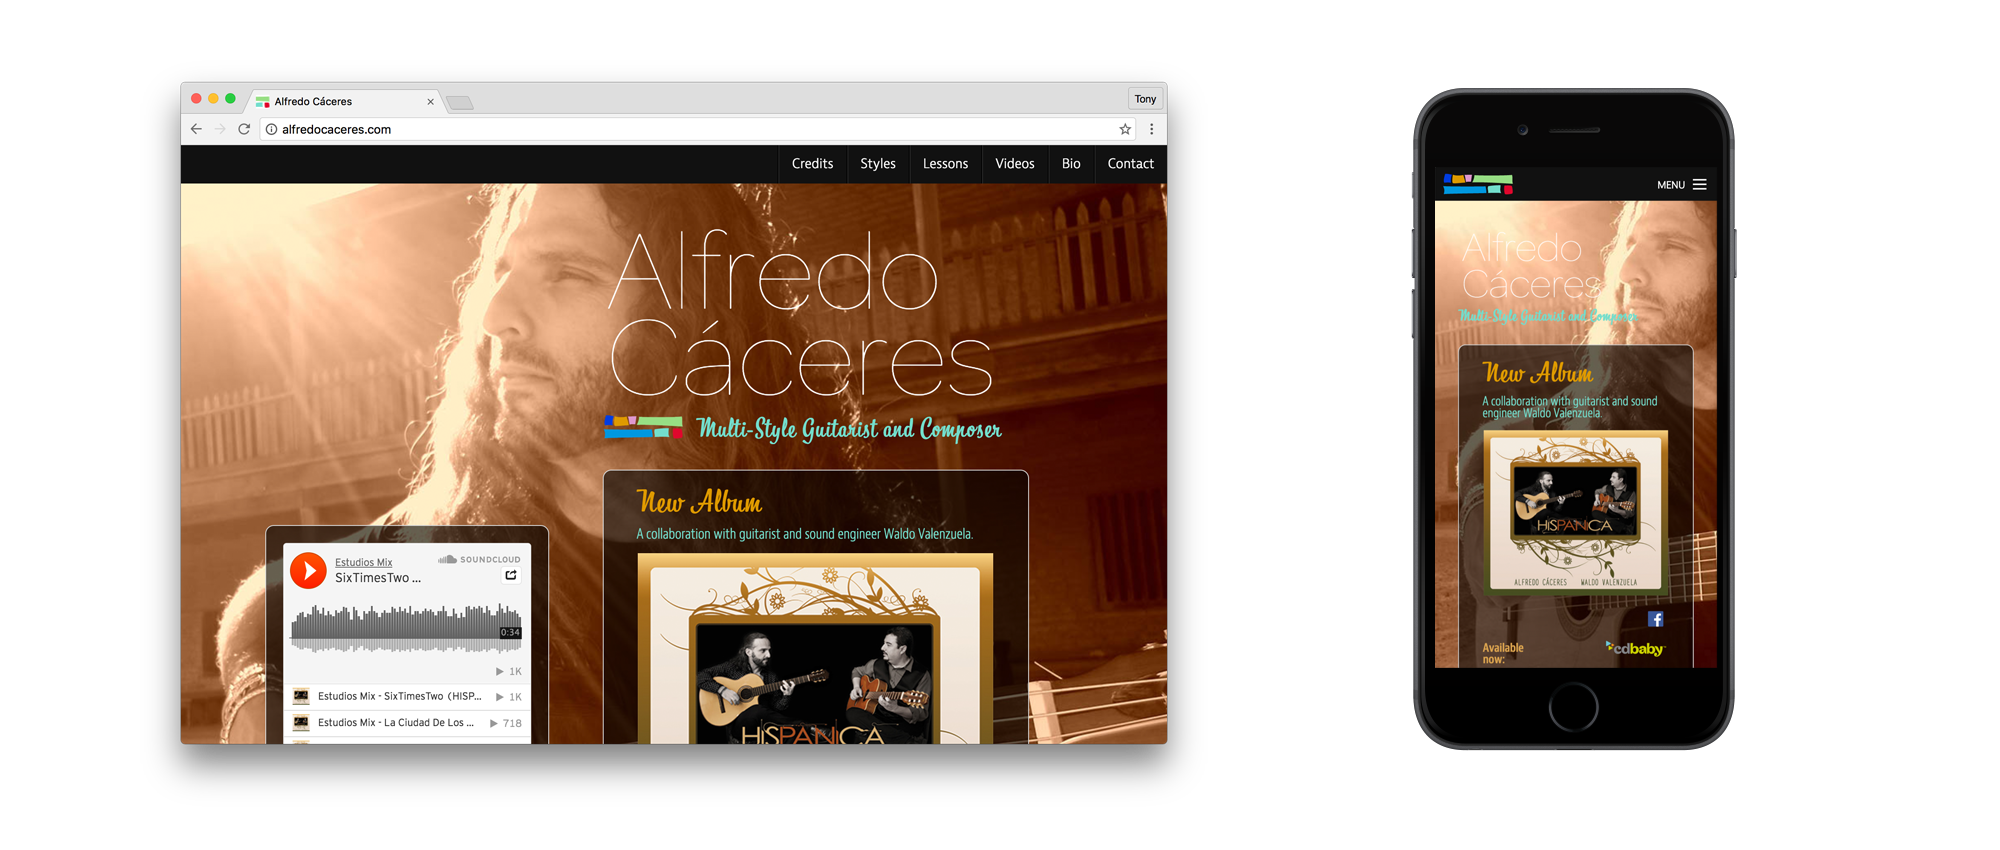 Alfredo Cáceres
Tony
alfredocaceres.com
Credits Styles Lessons Videos Bio Contact
Alfredo
Cáceres
Multi-Style Guitarist and Composer
New Album
A collaboration with guitarist and sound engineer Waldo Valenzuela.
HiSPANiCA
Estudios Mix
SOUNDCLOUD
SixTimesTwo ...
0:34
1K
Estudios Mix - SixTimesTwo (HISP... 1K
Estudios Mix - La Ciudad De Los ... 718
MENU
Alfredo
Cáceres
Multi-Style Guitarist and Composer
New Album
A collaboration with guitarist and sound
engineer Waldo Valenzuela.
HiSPANiCA
ALFREDO CÁCERES WALDO VALENZUELA
f
Available
now:
cdbaby